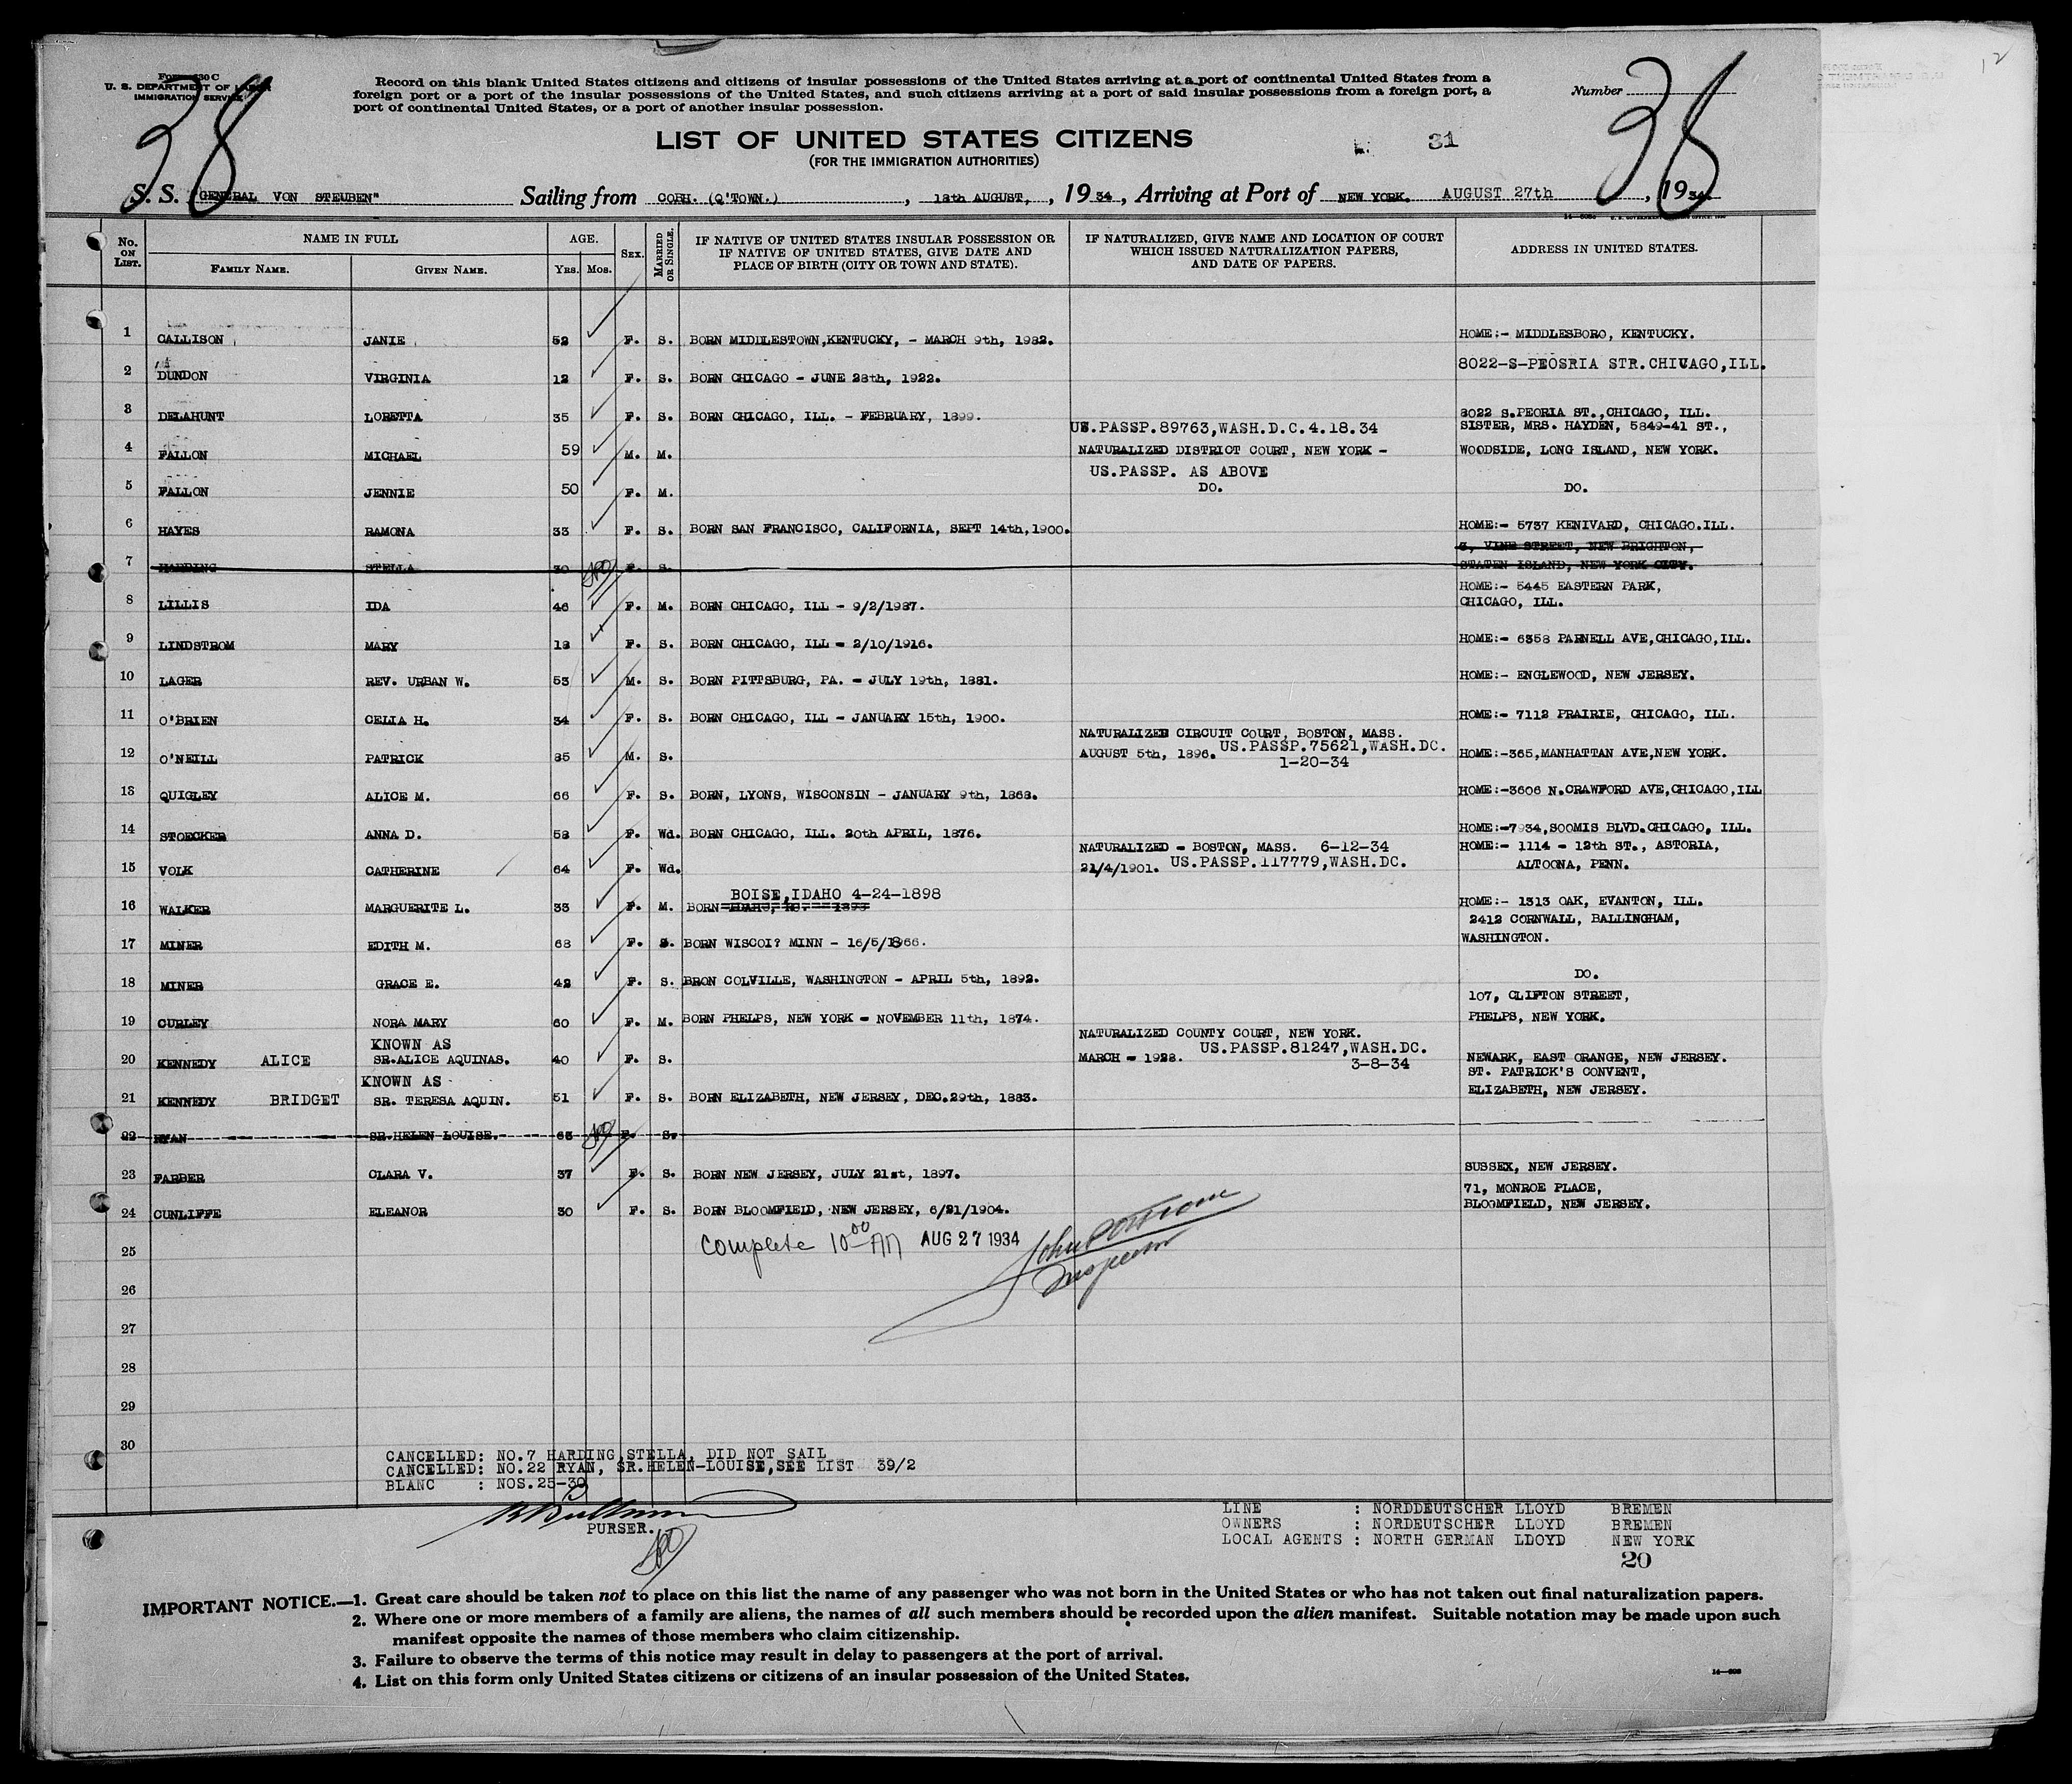 Form 630 C
U. S. DEPARTMENT OF LABOR
IMMIGRATION SERVICE
38
Record on this blank United States citizens and citizens of insular possessions of the United States arriving at a port of continental United States from a
foreign port or a port of the insular possessions of the United States, and such citizens arriving at a port of said insular possessions from a foreign port, a
port of continental United States, or a port of another insular possession.
Number
38
12
LIST OF UNITED STATES CITIZENS
31
(FOR THE IMMIGRATION AUTHORITIES)
S. S. "GENERAL VON STEUBEN" Sailing from COBH. (Q'TOWN.), 18th AUGUST, , 1934, Arriving at Port of NEW YORK. AUGUST 27th, 1934
No. ON LIST. NAME IN FULL AGE. SEX. MARRIED OR SINGLE. IF NATIVE OF UNITED STATES INSULAR POSSESSION OR IF NATIVE OF UNITED STATES, GIVE DATE AND PLACE OF BIRTH (CITY OR TOWN AND STATE). IF NATURALIZED, GIVE NAME AND LOCATION OF COURT WHICH ISSUED NATURALIZATION PAPERS, AND DATE OF PAPERS. ADDRESS IN UNITED STATES.
FAMILY NAME. GIVEN NAME. YRS. MOS.
1 CALLISON JANIE 52 F. S. BORN MIDDLESTOWN,KENTUCKY, - MARCH 9th, 1982. HOME:- MIDDLESBORO, KENTUCKY.
2 DUNDON VIRGINIA 12 F. S. BORN CHICAGO - JUNE 28th, 1922. 8022-S-PEOSRIA STR.CHICAGO,ILL.
3 DELAHUNT LORETTA 35 F. S. BORN CHICAGO, ILL. - FEBRUARY, 1899. 8022 S.PEORIA ST.,CHICAGO, ILL.
US.PASSP.89763,WASH.D.C.4.18.34 SISTER, MRS. HAYDEN, 5849-41 ST.,
4 FALLON MICHAEL 59 M. M. NATURALIZED DISTRICT COURT, NEW YORK - WOODSIDE, LONG ISLAND, NEW YORK.
US.PASSP. AS ABOVE
5 FALLON JENNIE 50 F. M. DO. DO.
6 HAYES RAMONA 33 F. S. BORN SAN FRANCISCO, CALIFORNIA, SEPT 14th,1900. HOME:- 5737 KENIVARD, CHICAGO.ILL.
3, VINE STREET, NEW BRIGHTON,
7 HARDING STELLA 30 F. S. STATEN ISLAND, NEW YORK CITY.
HOME:- 5445 EASTERN PARK,
8 LILLIS IDA 46 F. M. BORN CHICAGO, ILL - 9/2/1987. CHICAGO, ILL.
9 LINDSTROM MARY 18 F. S. BORN CHICAGO, ILL - 2/10/1916. HOME:- 6358 PARNELL AVE,CHICAGO,ILL.
10 LAGER REV. URBAN W. 53 M. S. BORN PITTSBURG, PA. - JULY 19th, 1881. HOME:- ENGLEWOOD, NEW JERSEY.
11 O'BRIEN CELIA H. 34 F. S. BORN CHICAGO, ILL - JANUARY 15th, 1900. HOME:- 7112 PRAIRIE, CHICAGO, ILL.
NATURALIZED CIRCUIT COURT, BOSTON, MASS.
12 O'NEILL PATRICK 85 M. S. AUGUST 5th, 1896. US.PASSP.75621,WASH.DC. HOME:-365,MANHATTAN AVE,NEW YORK.
1-20-34
13 QUIGLEY ALICE M. 66 F. S. BORN, LYONS, WISCONSIN - JANUARY 9th, 1868. HOME:-3606 N.CRAWFORD AVE,CHICAGO,ILL
14 STOECKER ANNA D. 58 F. Wd. BORN CHICAGO, ILL. 20th APRIL, 1876. HOME:-7934,SOOMIS BLVD.CHICAGO, ILL.
NATURALIZED - BOSTON, MASS. 6-12-34 HOME:- 1114 - 12th ST., ASTORIA,
15 VOLK CATHERINE 64 F. Wd. 21/4/1901. US.PASSP.117779,WASH.DC. ALTOONA, PENN.
BOISE,IDAHO 4-24-1898
16 WALKER MARGUERITE L. 33 F. M. BORN HOME:- 1313 OAK, EVANTON, ILL.
2412 CORNWALL, BALLINGHAM,
17 MINER EDITH M. 68 F. S. BORN WISCOI? MINN - 16/5/1866. WASHINGTON.
18 MINER GRACE E. 42 F. S. BRON COLVILLE, WASHINGTON - APRIL 5th, 1892. DO.
107, CLIFTON STREET,
19 CURLEY NORA MARY 60 F. M. BORN PHELPS, NEW YORK - NOVEMBER 11th, 1874. PHELPS, NEW YORK.
KNOWN AS NATURALIZED COUNTY COURT, NEW YORK.
US.PASSP.81247,WASH.DC.
20 KENNEDY ALICE SR.ALICE AQUINAS. 40 F. S. MARCH - 1928. 3-8-34 NEWARK, EAST ORANGE, NEW JERSEY.
KNOWN AS ST. PATRICK'S CONVENT,
21 KENNEDY BRIDGET SR. TERESA AQUIN. 51 F. S. BORN ELIZABETH, NEW JERSEY, DEC.29th, 1883. ELIZABETH, NEW JERSEY.
22 RYAN SR.HELEN LOUISE. 63 F. S.
23 FARBER CLARA V. 37 F. S. BORN NEW JERSEY, JULY 21st, 1897. SUSSEX, NEW JERSEY.
71, MONROE PLACE,
24 CUNLIFFE ELEANOR 30 F. S. BORN BLOOMFIELD, NEW JERSEY, 6/21/1904. BLOOMFIELD, NEW JERSEY.
25 Complete 10 00 AM AUG 27 1934 John
Inspector
26
27
28
29
30
CANCELLED: NO.7 HARDING,STELLA, DID NOT SAIL
CANCELLED: NO.22 RYAN, SR.HELEN-LOUISE,SEE LIST 39/2
BLANC : NOS.25-30
PURSER.
LINE : NORDDEUTSCHER LLOYD BREMEN
OWNERS : NORDEUTSCHER LLOYD BREMEN
LOCAL AGENTS : NORTH GERMAN LLOYD NEW YORK
20
IMPORTANT NOTICE.—1. Great care should be taken not to place on this list the name of any passenger who was not born in the United States or who has not taken out final naturalization papers.
2. Where one or more members of a family are aliens, the names of all such members should be recorded upon the alien manifest. Suitable notation may be made upon such
manifest opposite the names of those members who claim citizenship.
3. Failure to observe the terms of this notice may result in delay to passengers at the port of arrival.
4. List on this form only United States citizens or citizens of an insular possession of the United States.